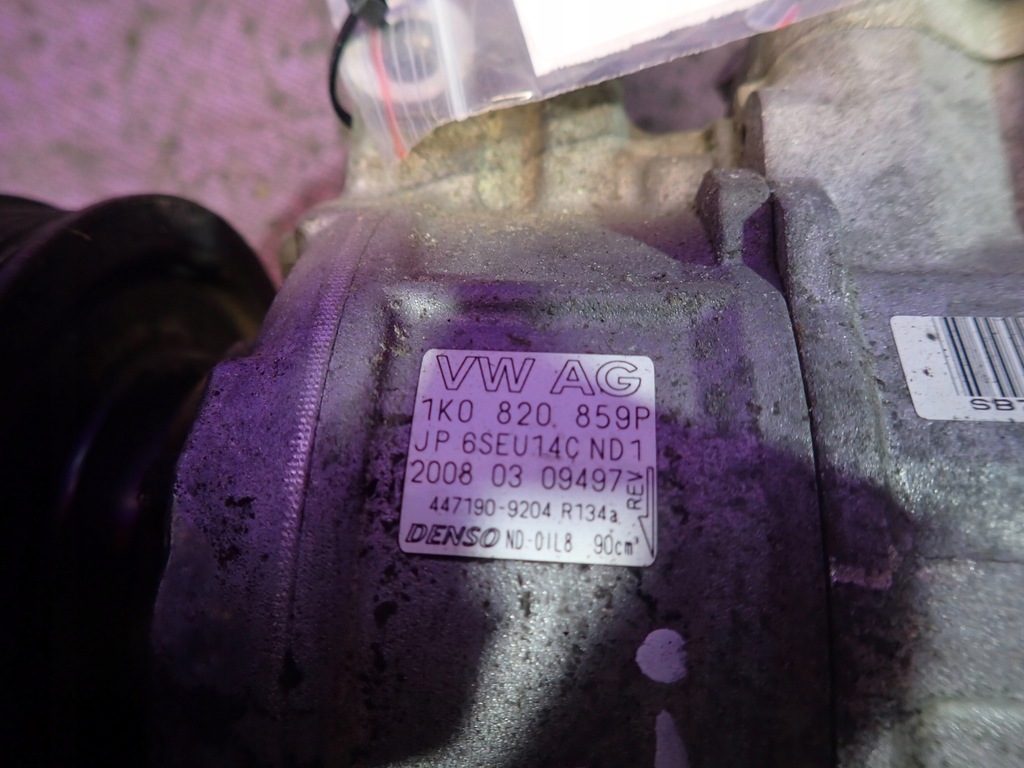 VW AG
1K0 820 859P
JP 6SEU14C ND1
2008 03 09497
REV
447190-9204 R134a
DENSO ND-OIL8 90cm³